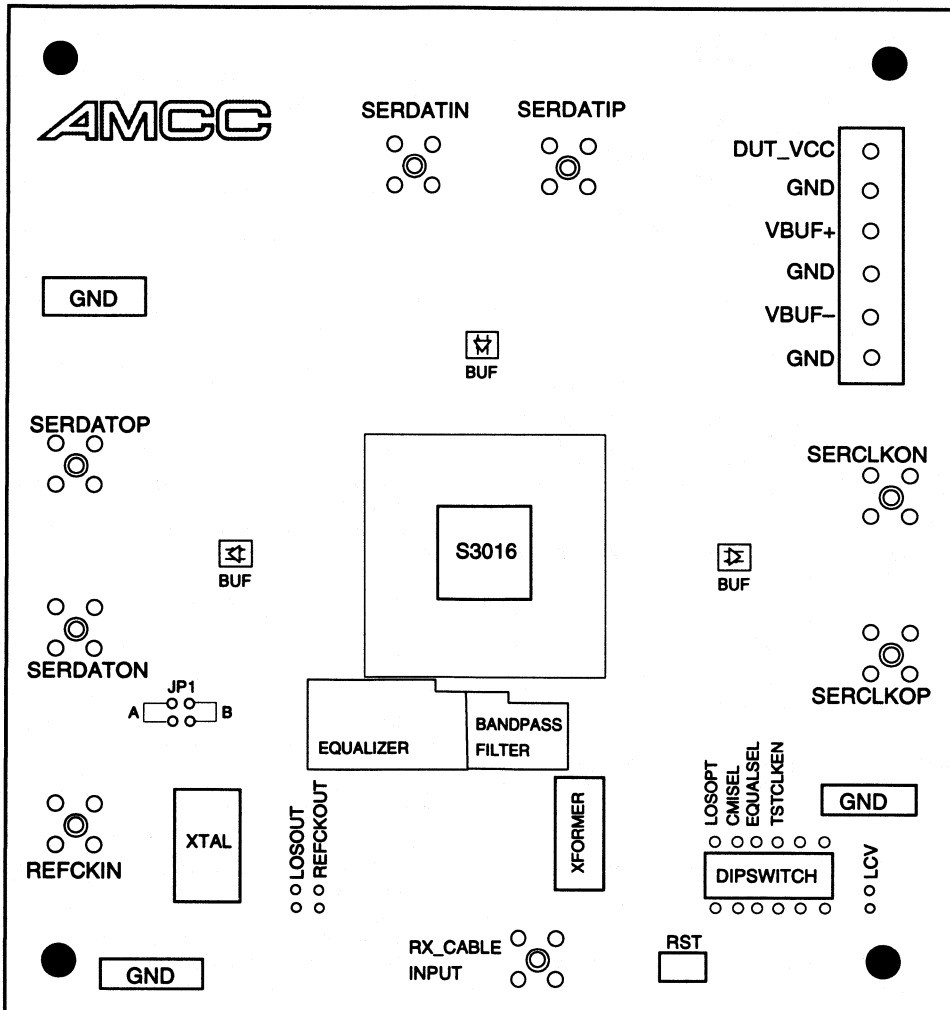 SERDATIN
SERDATIP
AMCC
DUT_VCC
GND
VBUF+
GND
VBUF–
GND
GND
BUF
SERDATOP
SERCLKON
S3016
BUF
BUF
SERDATON
SERCLKOP
JP1
A
B
EQUALIZER
BANDPASS
FILTER
LOSOPT
CMISEL
EQUALSEL
TSTCLKEN
GND
XTAL
LOSOUT
REFCKOUT
XFORMER
DIPSWITCH
LCV
REFCKIN
RX_CABLE
INPUT
RST
GND